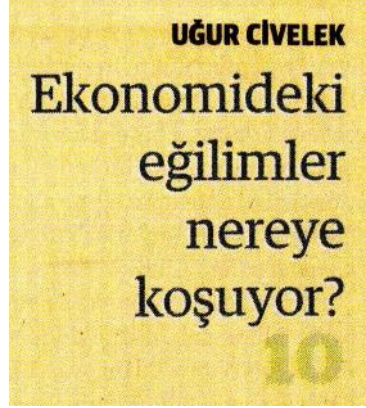 UĞUR CİVELEK
Ekonomideki
eğilimler
nereye
koşuyor?
10